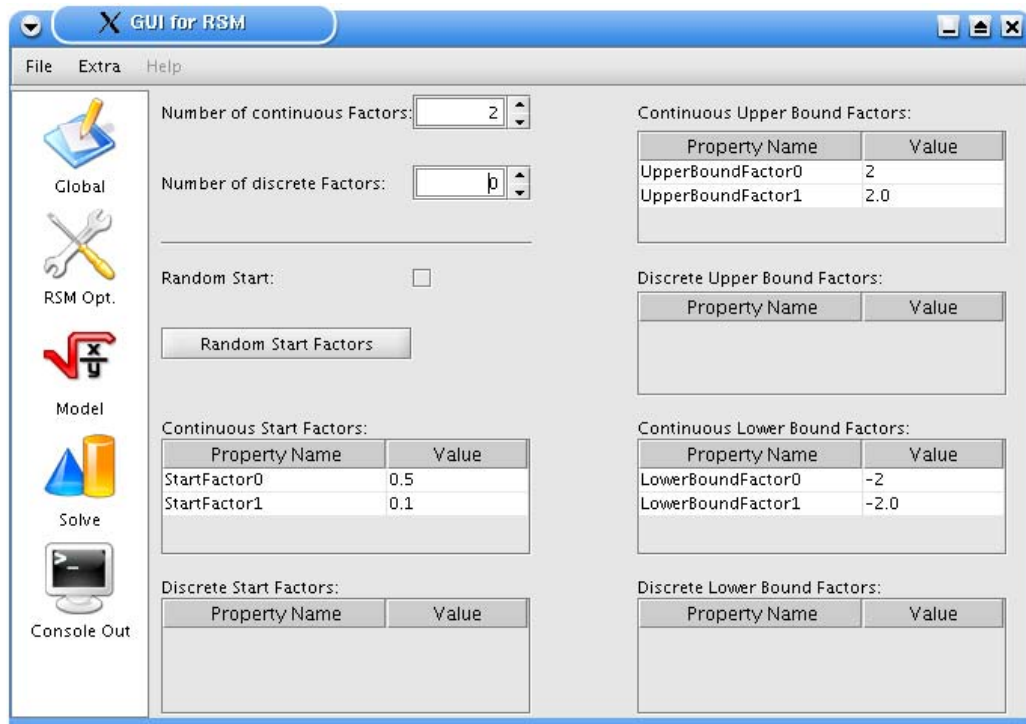 GUI for RSM
File Extra Help
Global
RSM Opt.
Model
Solve
Console Out
Number of continuous Factors: 2
Number of discrete Factors: 0
Random Start:
Random Start Factors
Continuous Start Factors:
Property Name Value
StartFactor0 0.5
StartFactor1 0.1
Discrete Start Factors:
Property Name Value
Continuous Upper Bound Factors:
Property Name Value
UpperBoundFactor0 2
UpperBoundFactor1 2.0
Discrete Upper Bound Factors:
Property Name Value
Continuous Lower Bound Factors:
Property Name Value
LowerBoundFactor0 -2
LowerBoundFactor1 -2.0
Discrete Lower Bound Factors:
Property Name Value